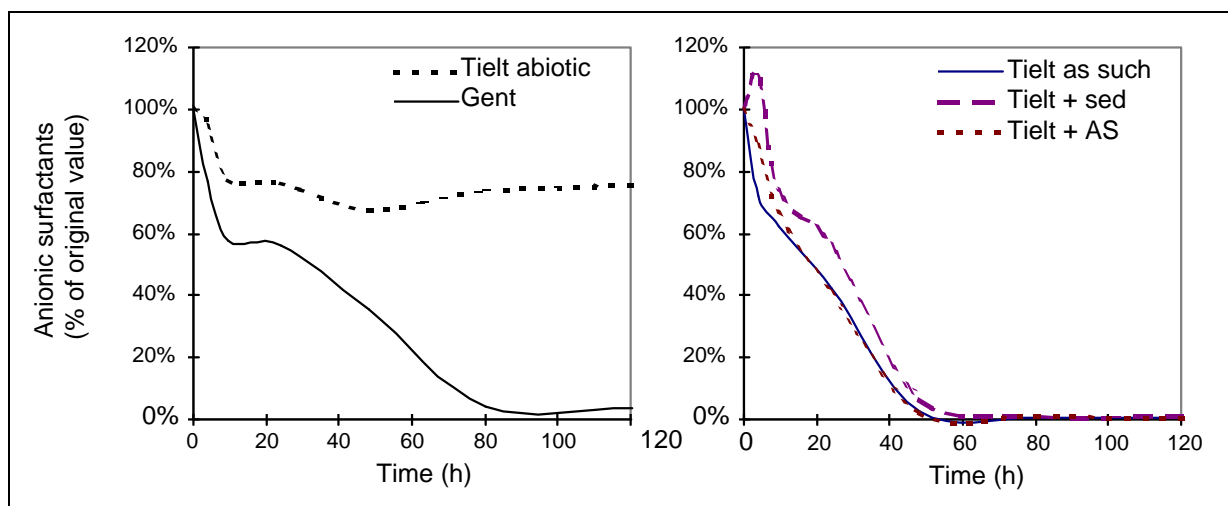 Anionic surfactants
(% of original value)
120%
100%
80%
60%
40%
20%
0%
0 20 40 60 80 100 120
Time (h)
Tielt abiotic
Gent
120%
100%
80%
60%
40%
20%
0%
0 20 40 60 80 100 120
Time (h)
Tielt as such
Tielt + sed
Tielt + AS